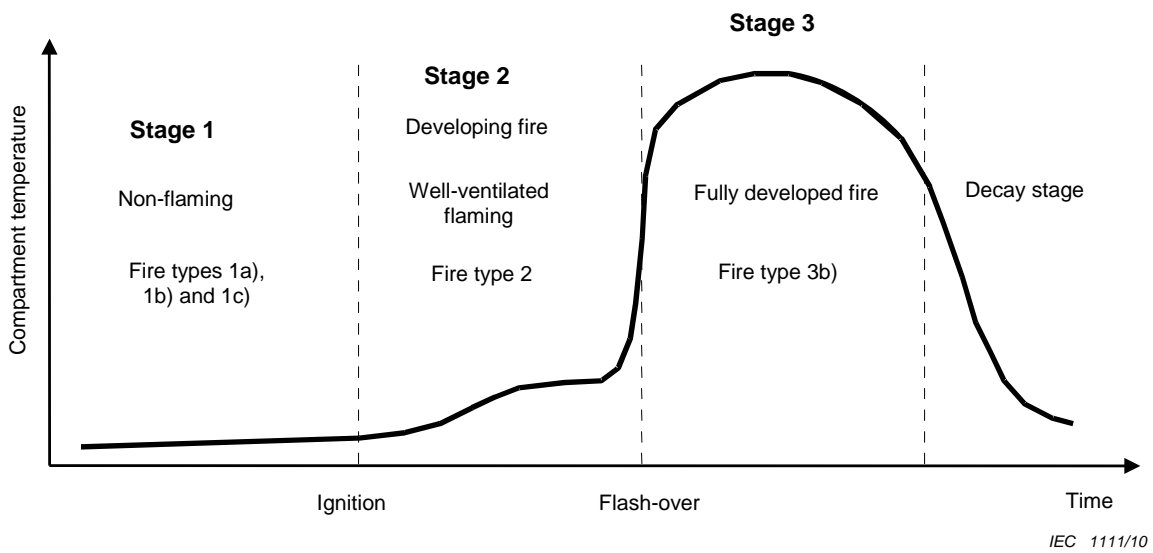 Stage 3
Stage 2
Stage 1
Developing fire
Non-flaming
Well-ventilated
flaming
Fully developed fire
Decay stage
Fire types 1a),
1b) and 1c)
Fire type 2
Fire type 3b)
Compartment temperature
Ignition
Flash-over
Time
IEC 1111/10